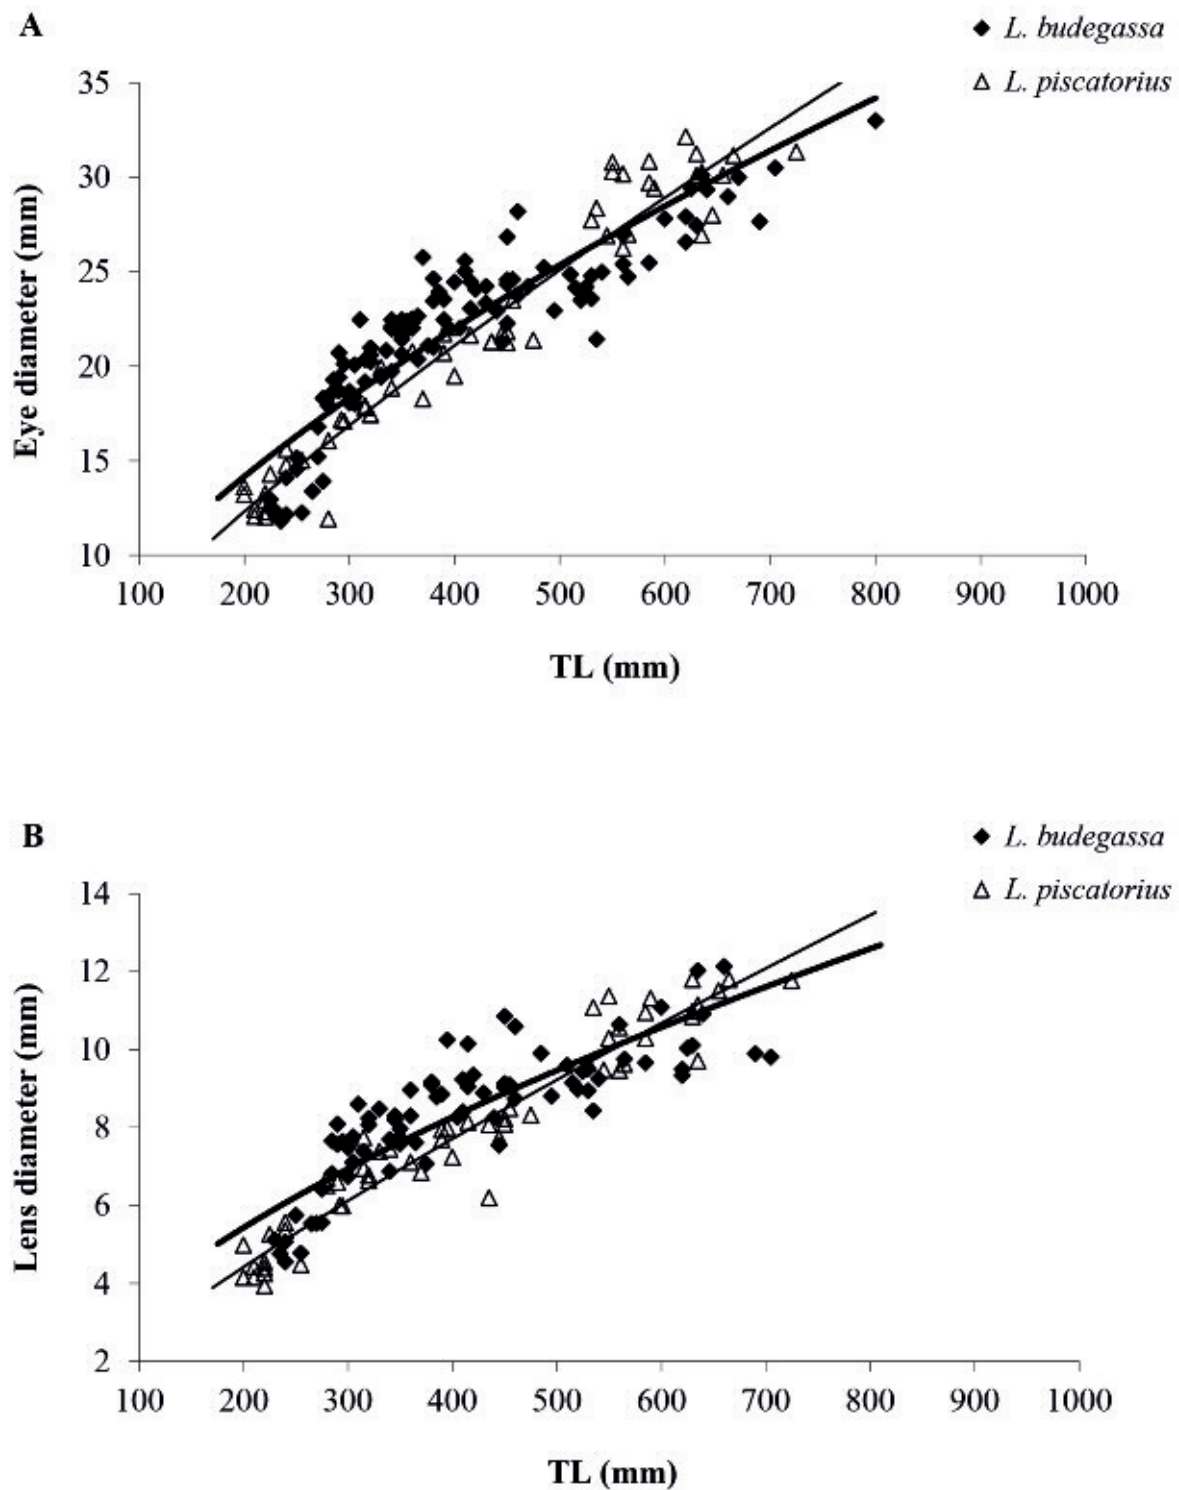 A
L. budegassa
L. piscatorius
35
30
25
20
15
10
Eye diameter (mm)
100 200 300 400 500 600 700 800 900 1000
TL (mm)
B
L. budegassa
L. piscatorius
14
12
10
8
6
4
2
Lens diameter (mm)
100 200 300 400 500 600 700 800 900 1000
TL (mm)